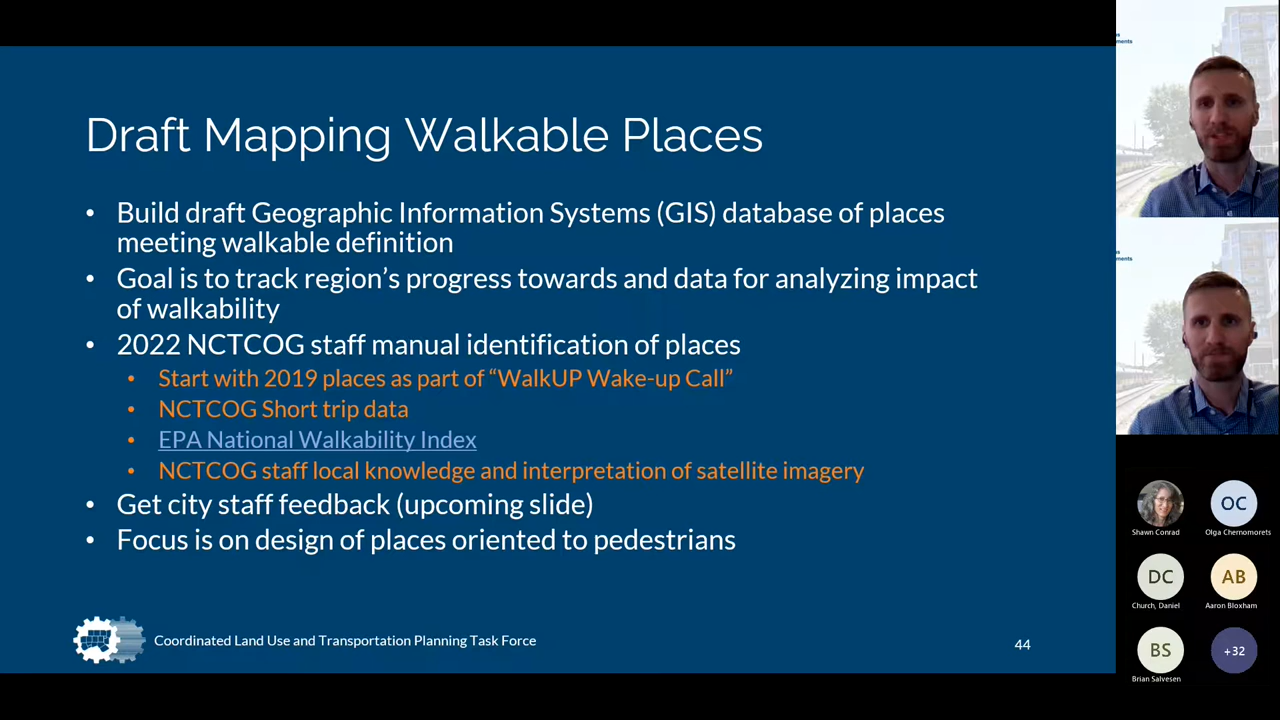 Draft Mapping Walkable Places
• Build draft Geographic Information Systems (GIS) database of places
meeting walkable definition
• Goal is to track region's progress towards and data for analyzing impact
of walkability
• 2022 NCTCOG staff manual identification of places
• Start with 2019 places as part of “WalkUP Wake-up Call”
• NCTCOG Short trip data
• EPA National Walkability Index
• NCTCOG staff local knowledge and interpretation of satellite imagery
• Get city staff feedback (upcoming slide)
• Focus is on design of places oriented to pedestrians
Coordinated Land Use and Transportation Planning Task Force
44
OC
Shawn Conrad
Olga Chernomorets
DC
AB
Church, Daniel
Aaron Bloxham
BS
+32
Brian Salvesen